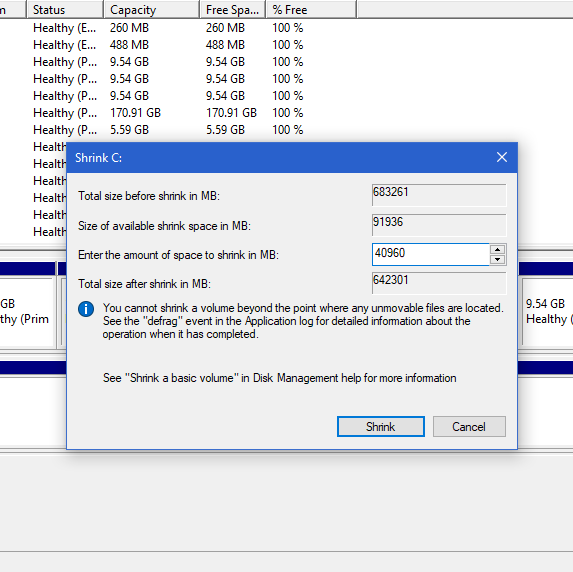 m Status Capacity Free Spa... % Free
Healthy (E... 260 MB 260 MB 100 %
Healthy (E... 488 MB 488 MB 100 %
Healthy (P... 9.54 GB 9.54 GB 100 %
Healthy (P... 9.54 GB 9.54 GB 100 %
Healthy (P... 9.54 GB 9.54 GB 100 %
Healthy (P... 170.91 GB 170.91 GB 100 %
Healthy (P... 5.59 GB 5.59 GB 100 %
Health
Health
Health
Health
Health
Health
Shrink C:
Total size before shrink in MB: 683261
Size of available shrink space in MB: 91936
Enter the amount of space to shrink in MB: 40960
Total size after shrink in MB: 642301
You cannot shrink a volume beyond the point where any unmovable files are located.
See the "defrag" event in the Application log for detailed information about the
operation when it has completed.
See "Shrink a basic volume" in Disk Management help for more information
Shrink Cancel
GB 9.54 GB
thy (Prim Healthy (